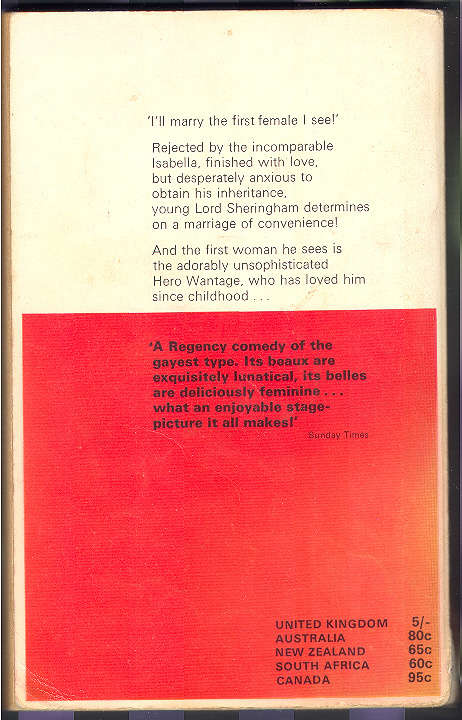 'I'll marry the first female I see!'
Rejected by the incomparable
Isabella, finished with love,
but desperately anxious to
obtain his inheritance,
young Lord Sheringham determines
on a marriage of convenience!
And the first woman he sees is
the adorably unsophisticated
Hero Wantage, who has loved him
since childhood . . .
'A Regency comedy of the
gayest type. Its beaux are
exquisitely lunatical, its belles
are deliciously feminine . . .
what an enjoyable stage-
picture it all makes!'
Sunday Times
UNITED KINGDOM 5/-
AUSTRALIA 80c
NEW ZEALAND 65c
SOUTH AFRICA 60c
CANADA 95c